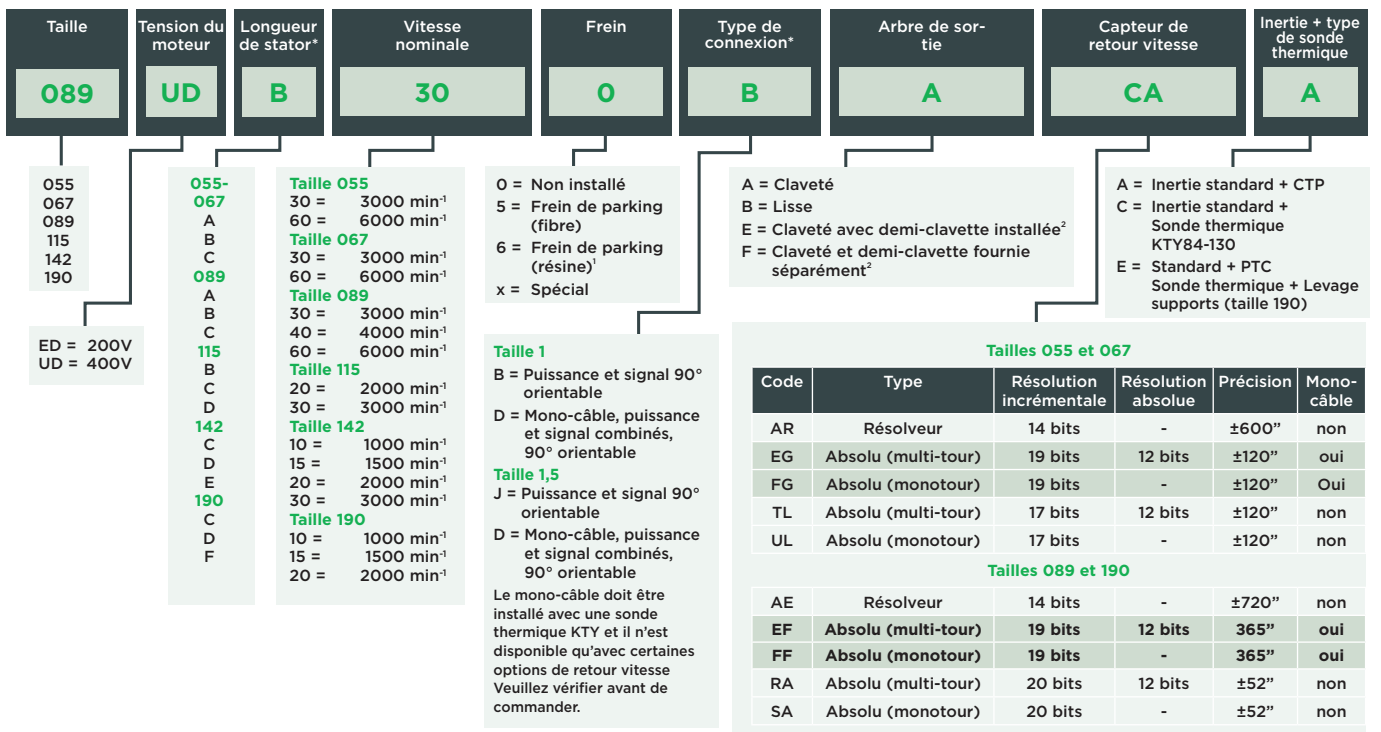 Taille
089
Tension du
moteur
UD
Longueur
de stator*
B
Vitesse
nominale
30
Frein
0
Type de
connexion*
B
Arbre de sor-
tie
A
Capteur de
retour vitesse
CA
Inertie + type
de sonde
thermique
A
055
067
089
115
142
190
ED = 200V
UD = 400V
055-
067
A
B
C
089
A
B
C
115
B
C
D
142
C
D
E
190
C
D
F
Taille 055
30 = 3000 min-1
60 = 6000 min-1
Taille 067
30 = 3000 min-1
60 = 6000 min-1
Taille 089
30 = 3000 min-1
40 = 4000 min-1
60 = 6000 min-1
Taille 115
20 = 2000 min-1
30 = 3000 min-1
Taille 142
10 = 1000 min-1
15 = 1500 min-1
20 = 2000 min-1
30 = 3000 min-1
Taille 190
10 = 1000 min-1
15 = 1500 min-1
20 = 2000 min-1
0 = Non installé
5 = Frein de parking
(fibre)
6 = Frein de parking
(résine)1
x = Spécial
Taille 1
B = Puissance et signal 90°
orientable
D = Mono-câble, puissance
et signal combinés,
90° orientable
Taille 1,5
J = Puissance et signal 90°
orientable
D = Mono-câble, puissance
et signal combinés,
90° orientable
Le mono-câble doit être
installé avec une sonde
thermique KTY et il n'est
disponible qu'avec certaines
options de retour vitesse
Veuillez vérifier avant de
commander.
A = Claveté
B = Lisse
E = Claveté avec demi-clavette installée2
F = Claveté et demi-clavette fournie
séparément2
A = Inertie standard + CTP
C = Inertie standard +
Sonde thermique
KTY84-130
E = Standard + PTC
Sonde thermique + Levage
supports (taille 190)
Tailles 055 et 067
Code Type Résolution incrémentale Résolution absolue Précision Mono-câble
AR Résolveur 14 bits - ±600" non
EG Absolu (multi-tour) 19 bits 12 bits ±120" oui
FG Absolu (monotour) 19 bits - ±120" Oui
TL Absolu (multi-tour) 17 bits 12 bits ±120" non
UL Absolu (monotour) 17 bits - ±120" non
Tailles 089 et 190
AE Résolveur 14 bits - ±720" non
EF Absolu (multi-tour) 19 bits 12 bits 365" oui
FF Absolu (monotour) 19 bits - 365" oui
RA Absolu (multi-tour) 20 bits 12 bits ±52" non
SA Absolu (monotour) 20 bits - ±52" non